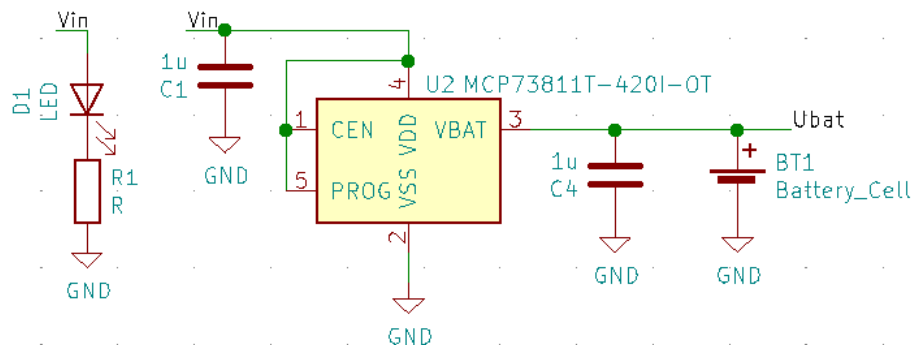 Vin
D1
LED
R1
R
GND
Vin
1u
C1
GND
U2 MCP73811T-420I-OT
4
1
CEN
VDD
VBAT
3
5
PROG
VSS
2
GND
1u
C4
GND
Ubat
+
BT1
Battery_Cell
GND